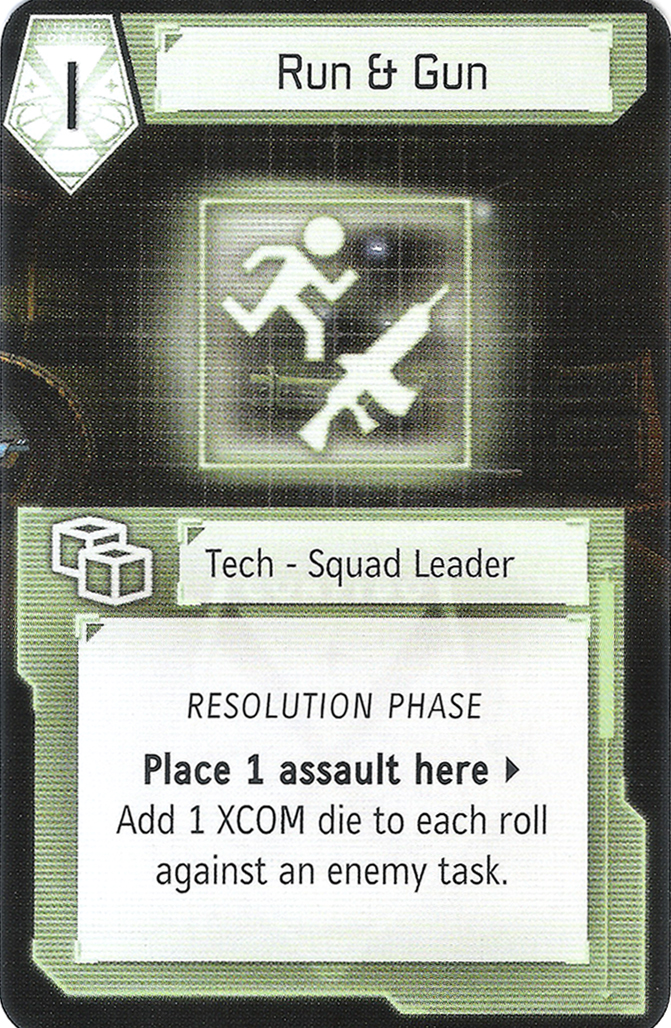 I
Run & Gun
Tech - Squad Leader
RESOLUTION PHASE
Place 1 assault here ▶
Add 1 XCOM die to each roll
against an enemy task.